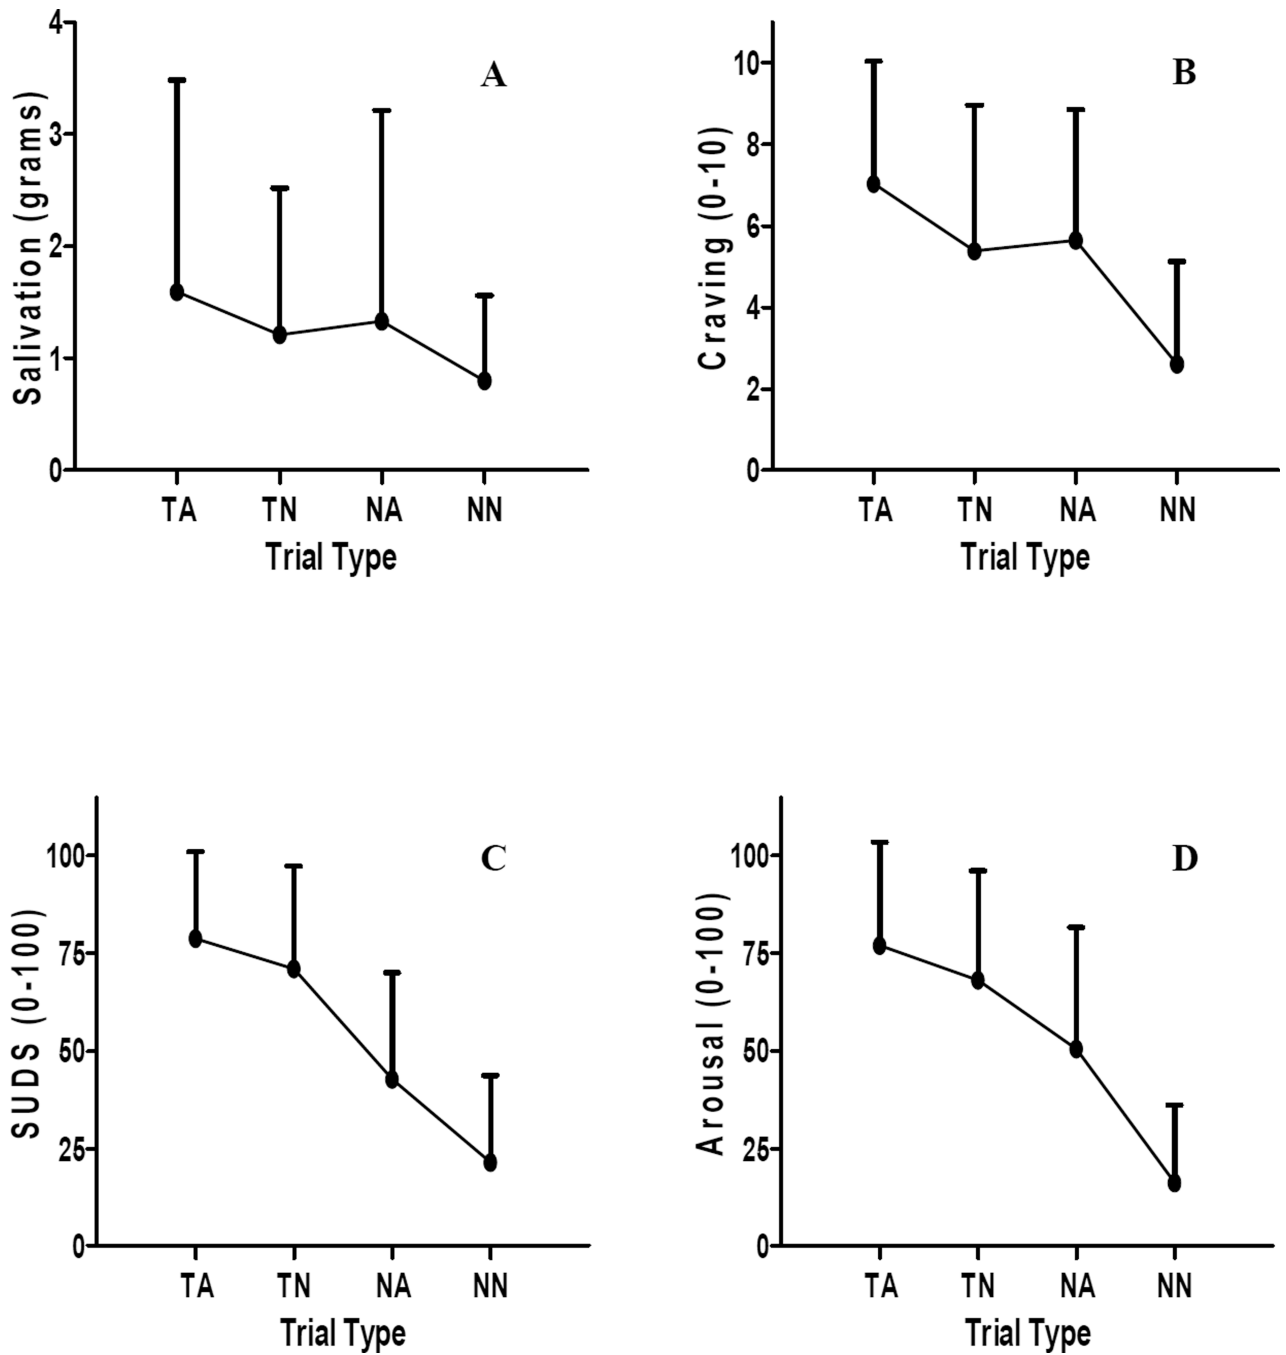 A
Salivation (grams)
4
3
2
1
0
TA TN NA NN
Trial Type
B
Craving (0-10)
10
8
6
4
2
0
TA TN NA NN
Trial Type
C
SUDS (0-100)
100
75
50
25
0
TA TN NA NN
Trial Type
D
Arousal (0-100)
100
75
50
25
0
TA TN NA NN
Trial Type